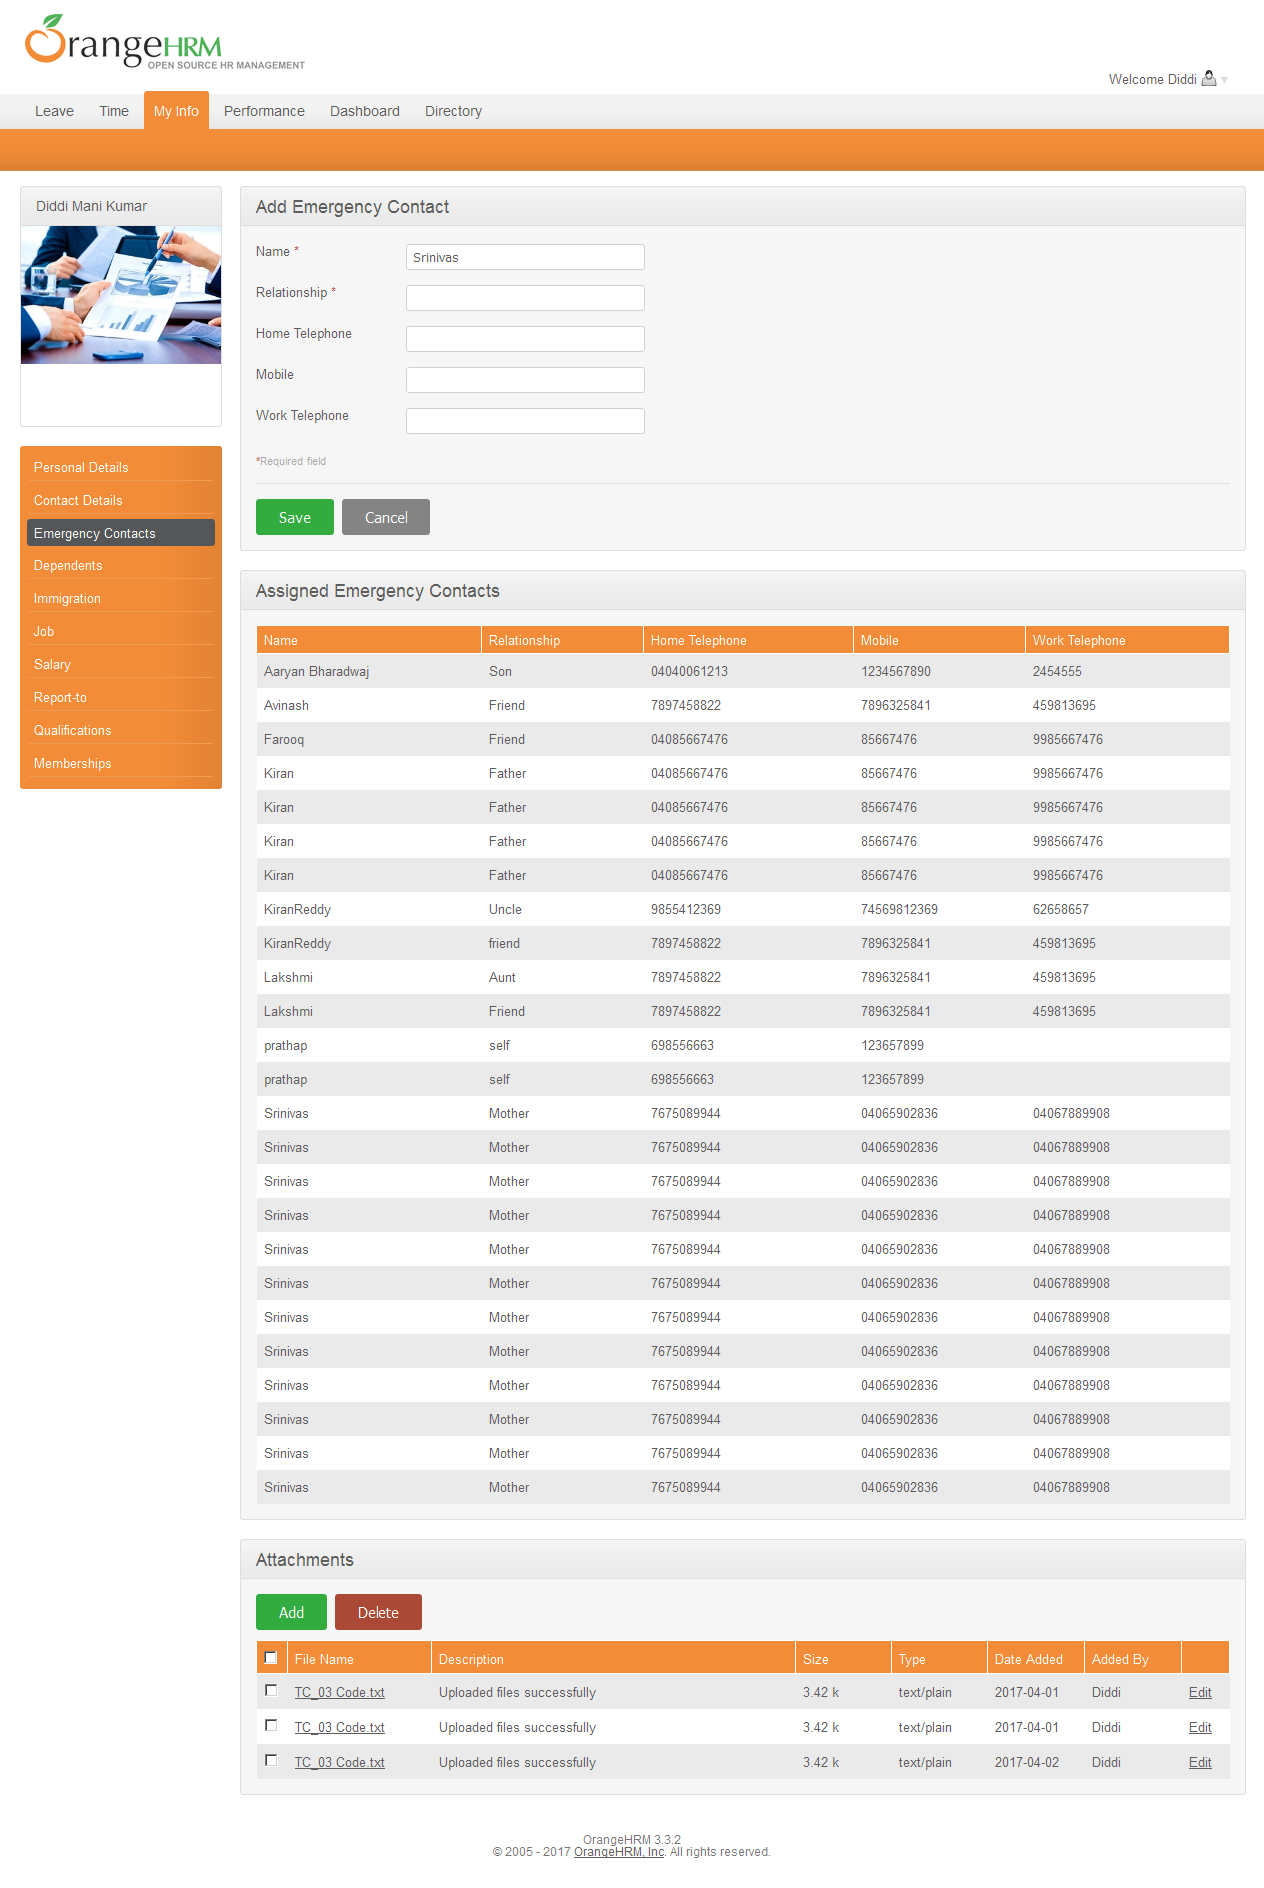 OrangeHRM
OPEN SOURCE HR MANAGEMENT
Welcome Diddi
Leave Time My Info Performance Dashboard Directory
Diddi Mani Kumar
Personal Details
Contact Details
Emergency Contacts
Dependents
Immigration
Job
Salary
Report-to
Qualifications
Memberships
Add Emergency Contact
Name * Srinivas
Relationship *
Home Telephone
Mobile
Work Telephone
*Required field
Save Cancel
Assigned Emergency Contacts
Name Relationship Home Telephone Mobile Work Telephone
Aaryan Bharadwaj Son 04040061213 1234567890 2454555
Avinash Friend 7897458822 7896325841 459813695
Farooq Friend 04085667476 85667476 9985667476
Kiran Father 04085667476 85667476 9985667476
Kiran Father 04085667476 85667476 9985667476
Kiran Father 04085667476 85667476 9985667476
Kiran Father 04085667476 85667476 9985667476
KiranReddy Uncle 9855412369 74569812369 62658657
KiranReddy friend 7897458822 7896325841 459813695
Lakshmi Aunt 7897458822 7896325841 459813695
Lakshmi Friend 7897458822 7896325841 459813695
prathap self 698556663 123657899
prathap self 698556663 123657899
Srinivas Mother 7675089944 04065902836 04067889908
Srinivas Mother 7675089944 04065902836 04067889908
Srinivas Mother 7675089944 04065902836 04067889908
Srinivas Mother 7675089944 04065902836 04067889908
Srinivas Mother 7675089944 04065902836 04067889908
Srinivas Mother 7675089944 04065902836 04067889908
Srinivas Mother 7675089944 04065902836 04067889908
Srinivas Mother 7675089944 04065902836 04067889908
Srinivas Mother 7675089944 04065902836 04067889908
Srinivas Mother 7675089944 04065902836 04067889908
Srinivas Mother 7675089944 04065902836 04067889908
Srinivas Mother 7675089944 04065902836 04067889908
Attachments
Add Delete
File Name Description Size Type Date Added Added By
TC_03 Code.txt Uploaded files successfully 3.42 k text/plain 2017-04-01 Diddi Edit
TC_03 Code.txt Uploaded files successfully 3.42 k text/plain 2017-04-01 Diddi Edit
TC_03 Code.txt Uploaded files successfully 3.42 k text/plain 2017-04-02 Diddi Edit
OrangeHRM 3.3.2
© 2005 - 2017 OrangeHRM, Inc. All rights reserved.